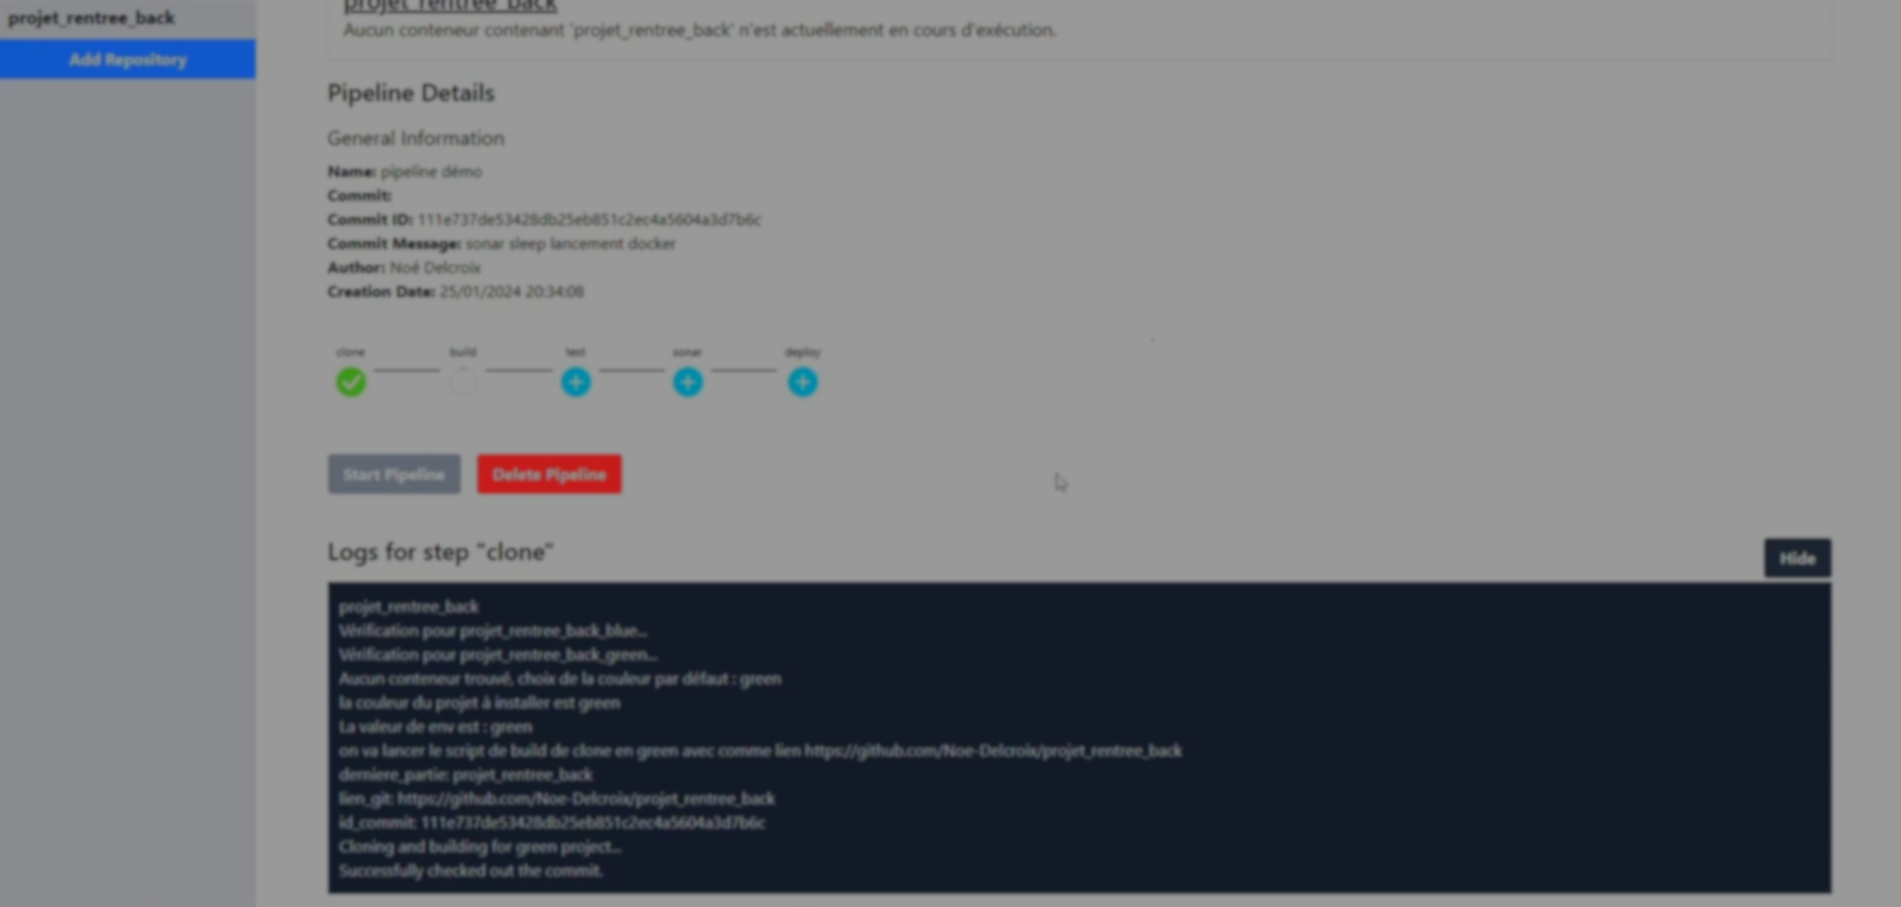 projet_rentree_back
Add Repository
projet_rentree_back
Aucun conteneur contenant 'projet_rentree_back' n'est actuellement en cours d'exécution.
Pipeline Details
General Information
Name: pipeline démo
Commit:
Commit ID: 111e737de53428db25eb851c2ec4a5604a3d7b6c
Commit Message: sonar sleep lancement docker
Author: Noé Delcroix
Creation Date: 25/01/2024 20:34:08
clone build test sonar deploy
Start Pipeline Delete Pipeline
Logs for step "clone"
Hide
projet_rentree_back
Vérification pour projet_rentree_back_blue...
Vérification pour projet_rentree_back_green...
Aucun conteneur trouvé, choix de la couleur par défaut : green
la couleur du projet à installer est green
La valeur de env est : green
on va lancer le script de build de clone en green avec comme lien https://github.com/Noe-Delcroix/projet_rentree_back
derniere_partie: projet_rentree_back
lien_git: https://github.com/Noe-Delcroix/projet_rentree_back
id_commit: 111e737de53428db25eb851c2ec4a5604a3d7b6c
Cloning and building for green project...
Successfully checked out the commit.